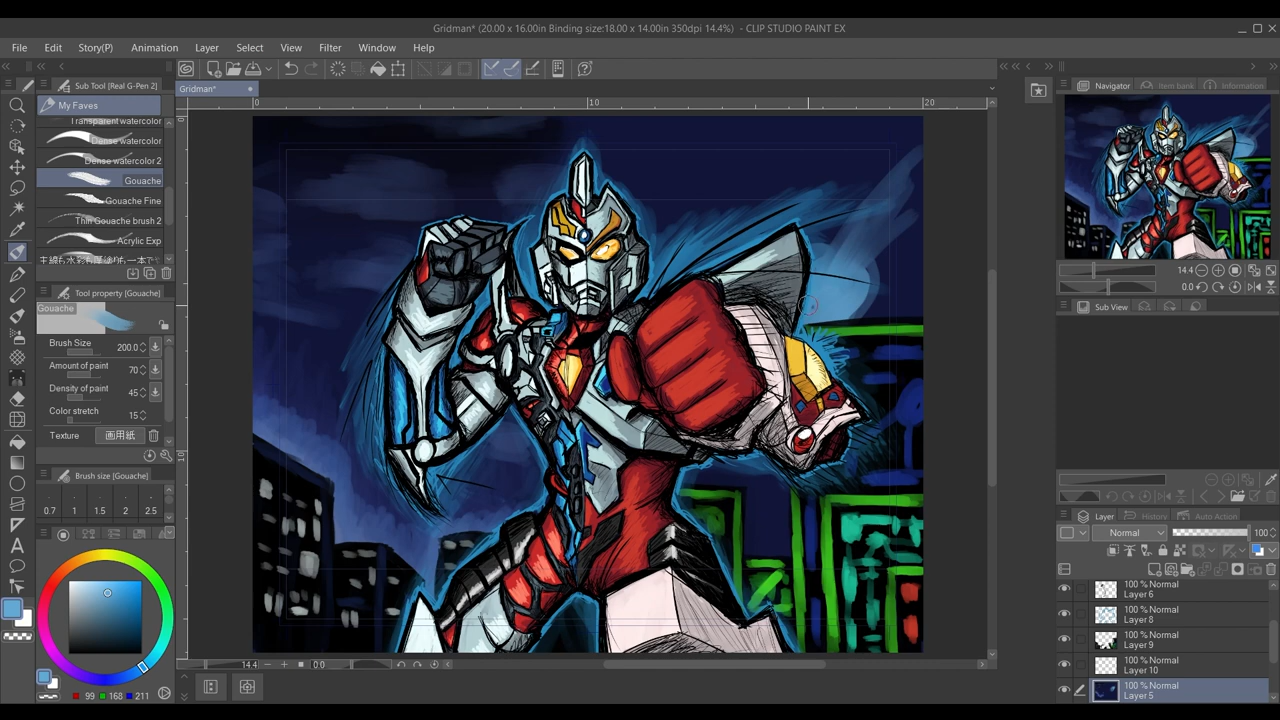 Gridman* (20.00 x 16.00in Binding size:18.00 x 14.00in 350dpi 14.4%) - CLIP STUDIO PAINT EX
File Edit Story(P) Animation Layer Select View Filter Window Help
Sub Tool [Real G-Pen 2]
My Faves
Transparent watercolor
Dense watercolor
Dense watercolor 2
Gouache
Gouache Fine
Thin Gouache brush 2
Acrylic Exp
Tool property [Gouache]
Gouache
Brush Size 200.0
Amount of paint 70
Density of paint 45
Color stretch 15
Texture 画用紙
Brush size [Gouache]
0.7 1 1.5 2 2.5
99 168 211
Gridman*
0 10 20
0
10
14.4 0.0
Navigator Item bank Information
14.4
0.0
Sub View
Layer History Auto Action
Normal 100
100 % Normal
Layer 6
100 % Normal
Layer 8
100 % Normal
Layer 9
100 % Normal
Layer 10
100 % Normal
Layer 5